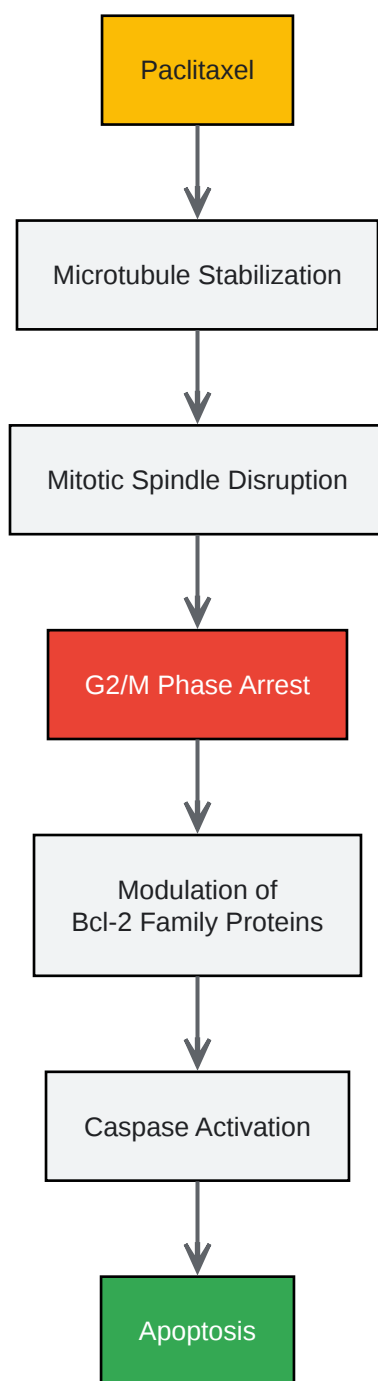 Paclitaxel
Microtubule Stabilization
Mitotic Spindle Disruption
G2/M Phase Arrest
Modulation of
Bcl-2 Family Proteins
Caspase Activation
Apoptosis